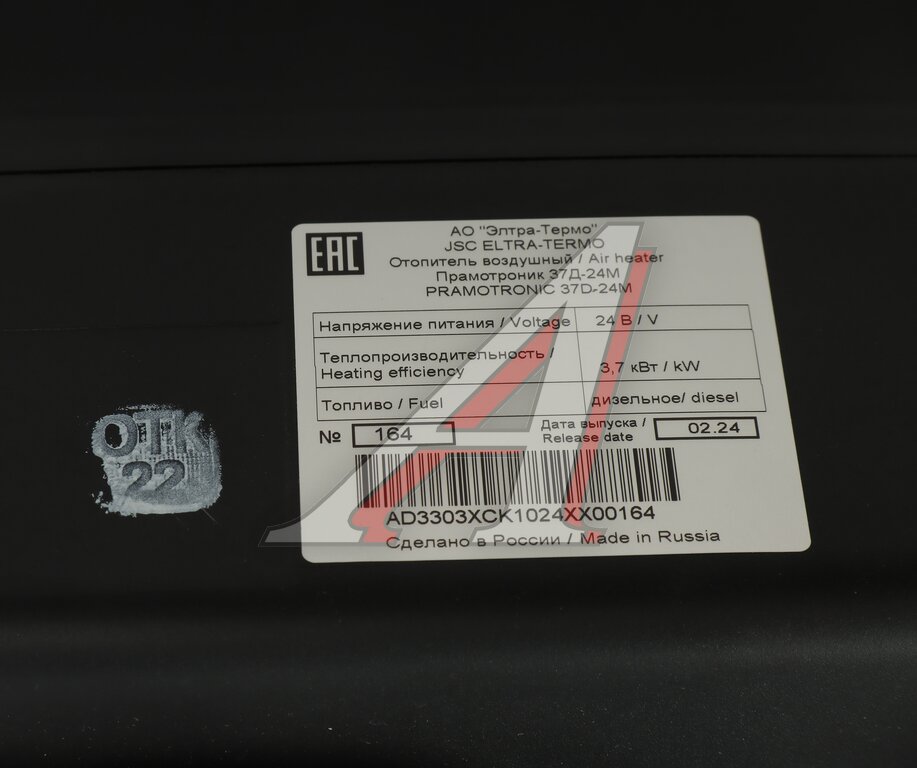 EAC
АО "Элтра-Термо"
JSC ELTRA-TERMO
Отопитель воздушный / Air heater
Прамотроник 37Д-24М
PRAMOTRONIC 37D-24M
Напряжение питания / Voltage 24 В / V
Теплопроизводительность /
Heating efficiency 3,7 кВт / kW
Топливо / Fuel дизельное/ diesel
№ 164 Дата выпуска /
Release date 02.24
AD3303XCK1024XX00164
Сделано в России / Made in Russia
ОТК
22